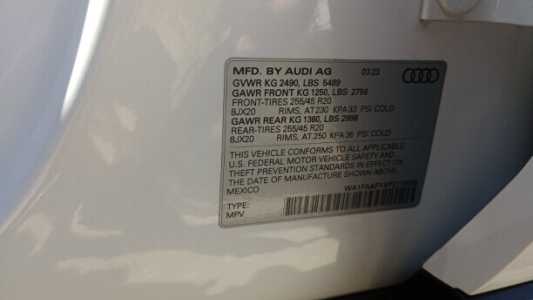 MFD. BY AUDI AG 03/23
GVWR KG 2490, LBS 5489
GAWR FRONT KG 1250, LBS 2756
FRONT-TIRES 255/45 R20
8JX20 RIMS, AT 230 KPA/33 PSI COLD
GAWR REAR KG 1360, LBS 2998
REAR-TIRES 255/45 R20
8JX20 RIMS, AT 250 KPA/36 PSI COLD
THIS VEHICLE CONFORMS TO ALL APPLICABLE
U.S. FEDERAL MOTOR VEHICLE SAFETY AND
THEFT PREVENTION STANDARDS IN EFFECT ON
THE DATE OF MANUFACTURE SHOWN ABOVE.
MEXICO
TYPE:
MPV